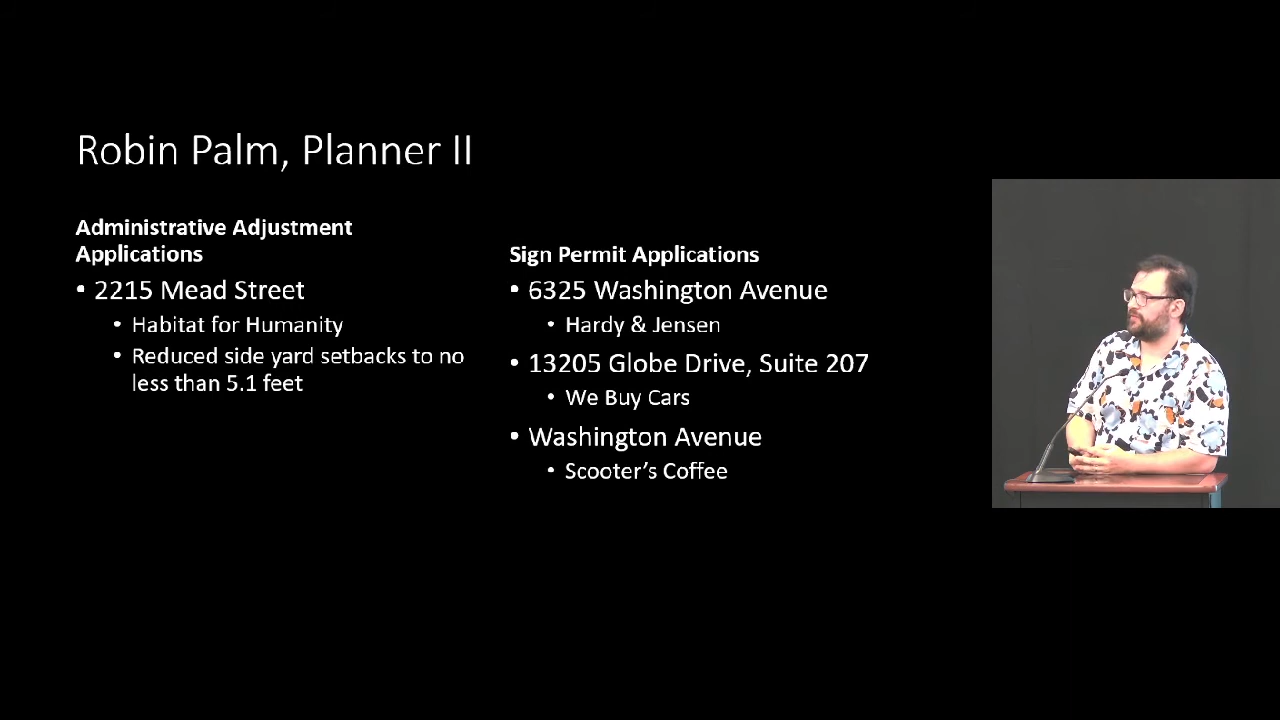 Robin Palm, Planner II
Administrative Adjustment
Applications
• 2215 Mead Street
• Habitat for Humanity
• Reduced side yard setbacks to no
less than 5.1 feet
Sign Permit Applications
• 6325 Washington Avenue
• Hardy & Jensen
• 13205 Globe Drive, Suite 207
• We Buy Cars
• Washington Avenue
• Scooter’s Coffee